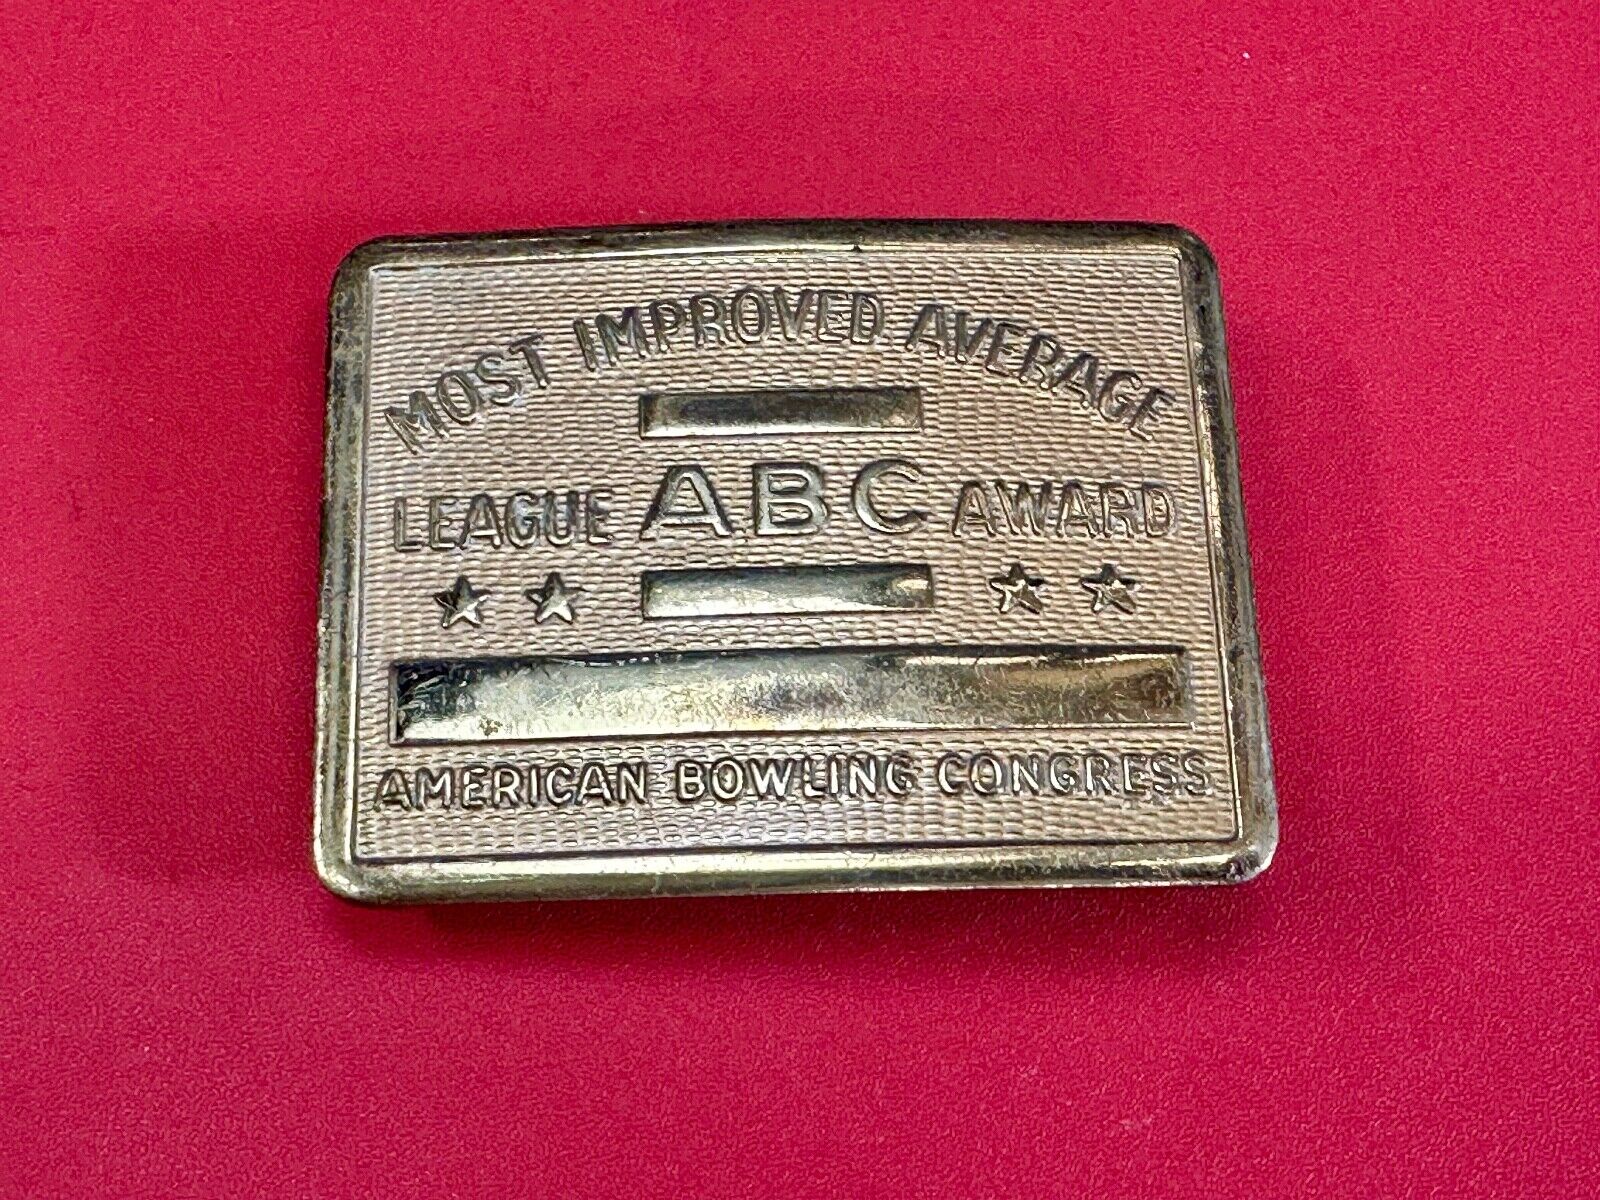 MOST IMPROVED AVERAGE
LEAGUE ABC AWARD
AMERICAN BOWLING CONGRESS